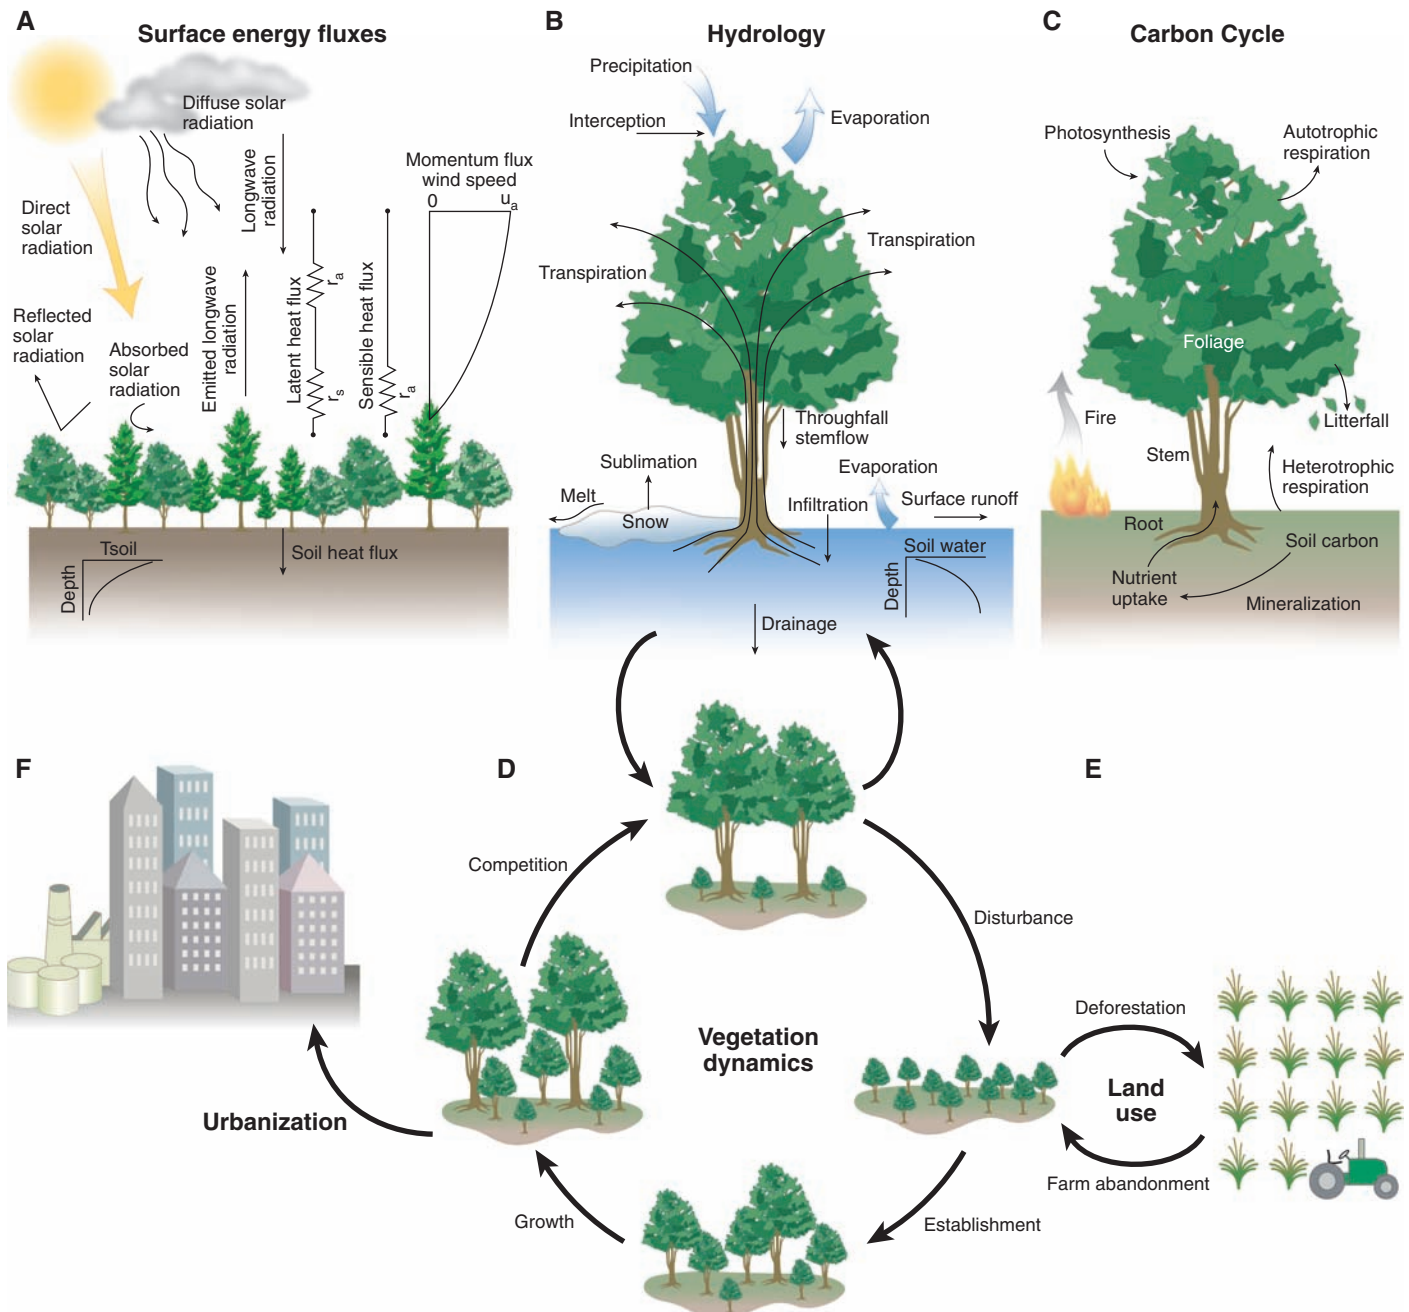 A
Surface energy fluxes
Diffuse solar
radiation
Direct
solar
radiation
Longwave
radiation
Momentum flux
wind speed
0
ua
Reflected
solar
radiation
Absorbed
solar
radiation
Emitted longwave
radiation
Latent heat flux
ra
rs
Sensible heat flux
ra
Tsoil
Depth
Soil heat flux
B
Hydrology
Precipitation
Interception
Evaporation
Transpiration
Transpiration
Throughfall
stemflow
Sublimation
Melt
Snow
Infiltration
Evaporation
Surface runoff
Soil water
Depth
Drainage
C
Carbon Cycle
Photosynthesis
Autotrophic
respiration
Foliage
Fire
Litterfall
Stem
Heterotrophic
respiration
Root
Soil carbon
Nutrient
uptake
Mineralization
F
D
E
Competition
Disturbance
Vegetation
dynamics
Deforestation
Land
use
Farm abandonment
Urbanization
Growth
Establishment